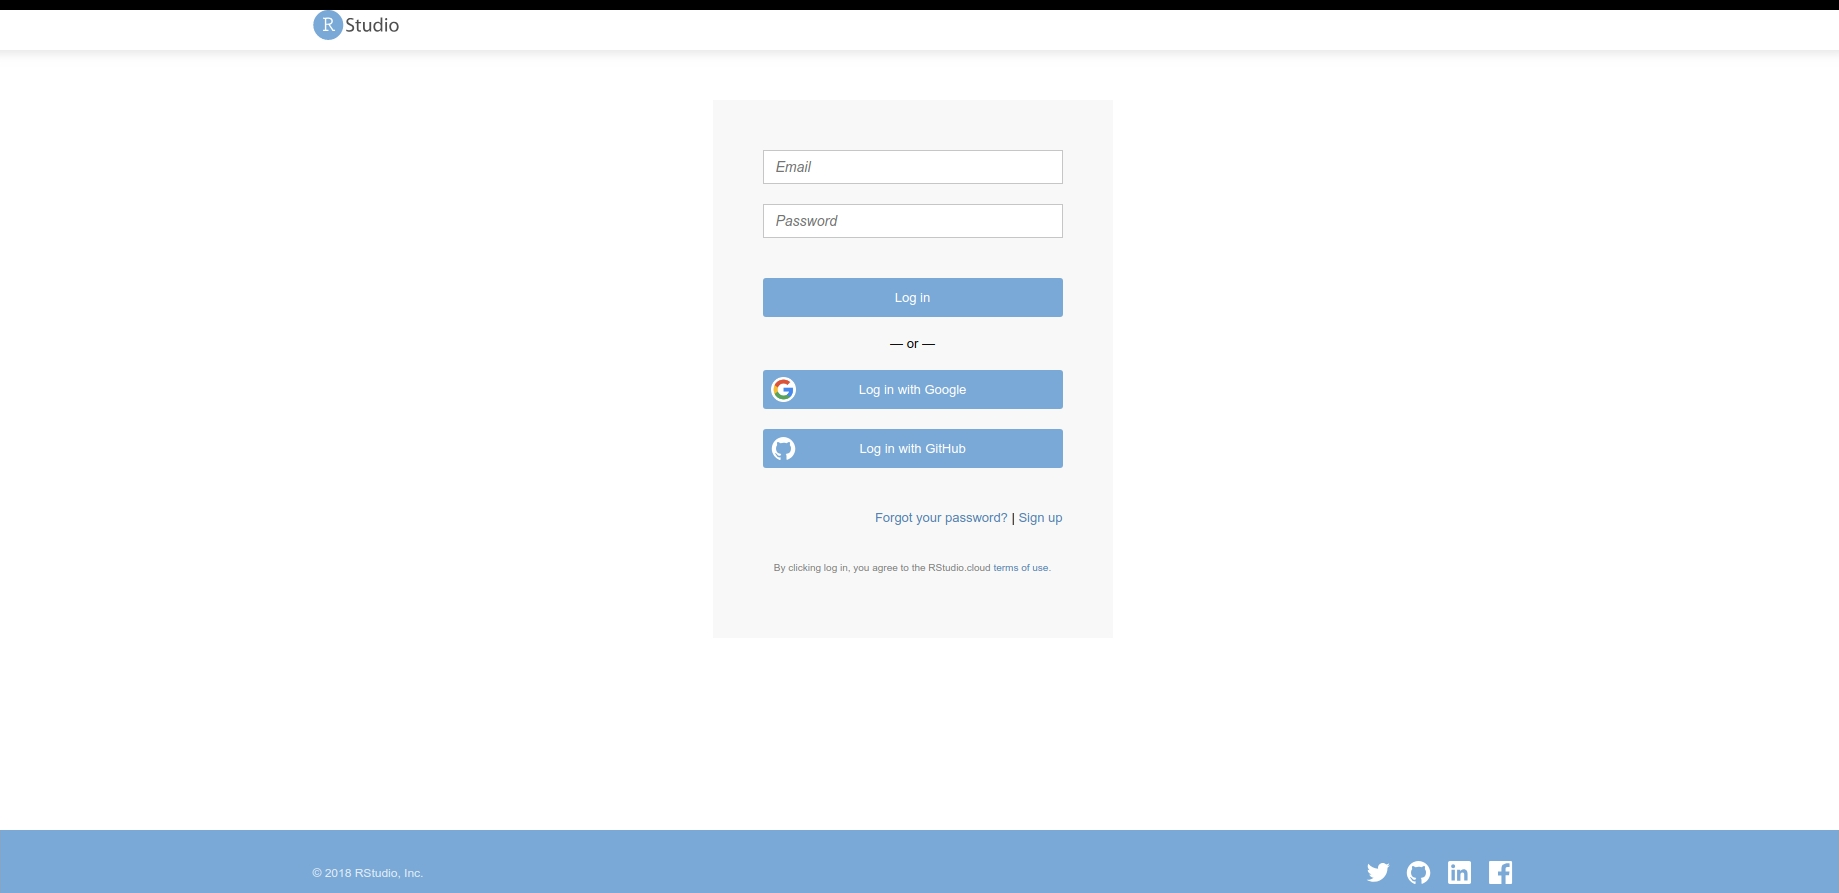 R Studio
Email
Password
Log in
— or —
Log in with Google
Log in with GitHub
Forgot your password? | Sign up
By clicking log in, you agree to the RStudio.cloud terms of use.
© 2018 RStudio, Inc.